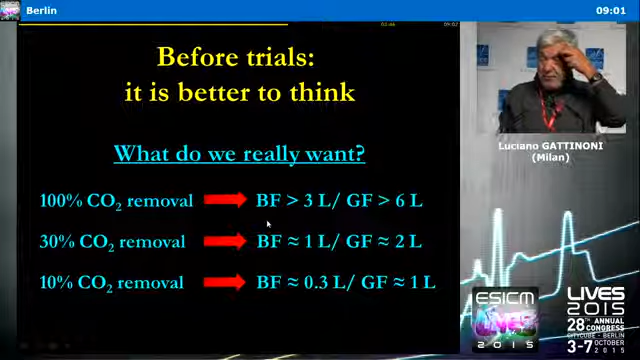 Berlin
09:01
Before trials:
it is better to think
What do we really want?
100% CO₂ removal BF > 3 L/ GF > 6 L
30% CO₂ removal BF ≈ 1 L/ GF ≈ 2 L
10% CO₂ removal BF ≈ 0.3 L/ GF ≈ 1 L
Luciano GATTINONI
(Milan)
ESICM
LIVES
2015
LIVES
2015
28th ANNUAL
CONGRESS
CITYCUBE - BERLIN
3-7 OCTOBER
2015